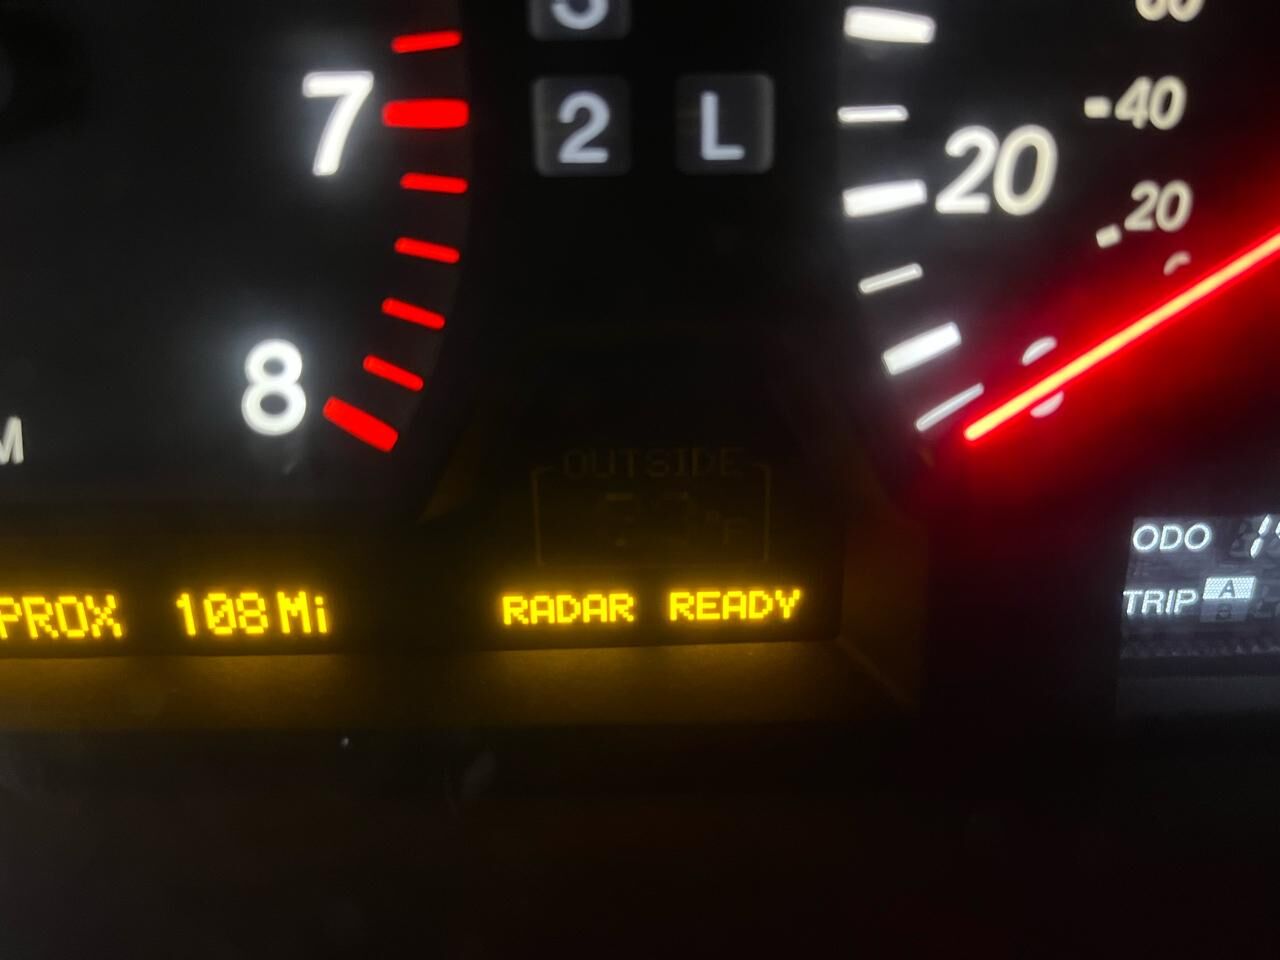 7
2 L
20
40
20
8
OUTSIDE
°F
PROX 108 Mi
RADAR READY
ODO
TRIP A